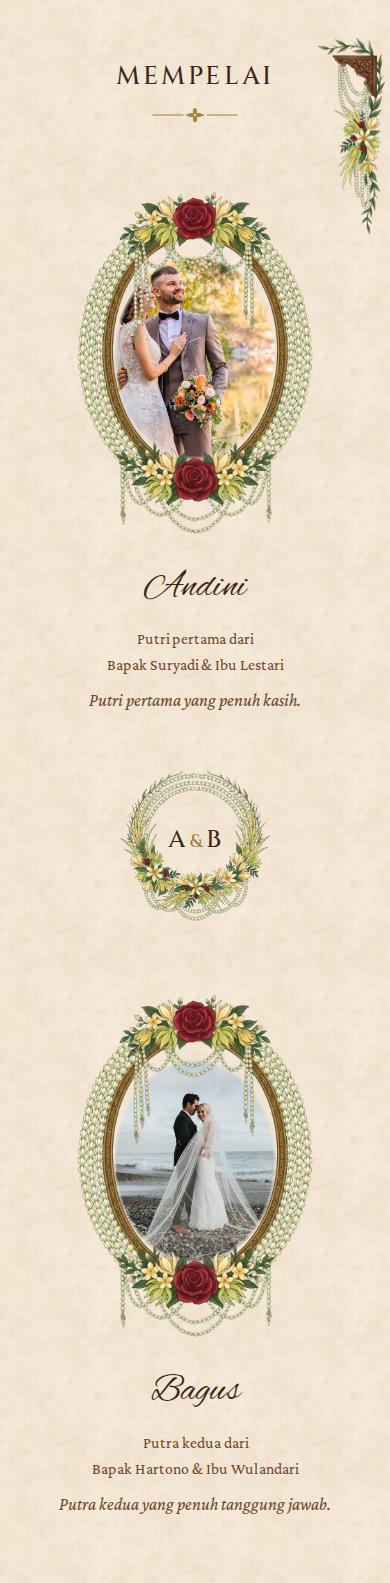 MEMPELAI
Andini
Putri pertama dari
Bapak Suryadi & Ibu Lestari
Putri pertama yang penuh kasih.
A & B
Bagus
Putra kedua dari
Bapak Hartono & Ibu Wulandari
Putra kedua yang penuh tanggung jawab.